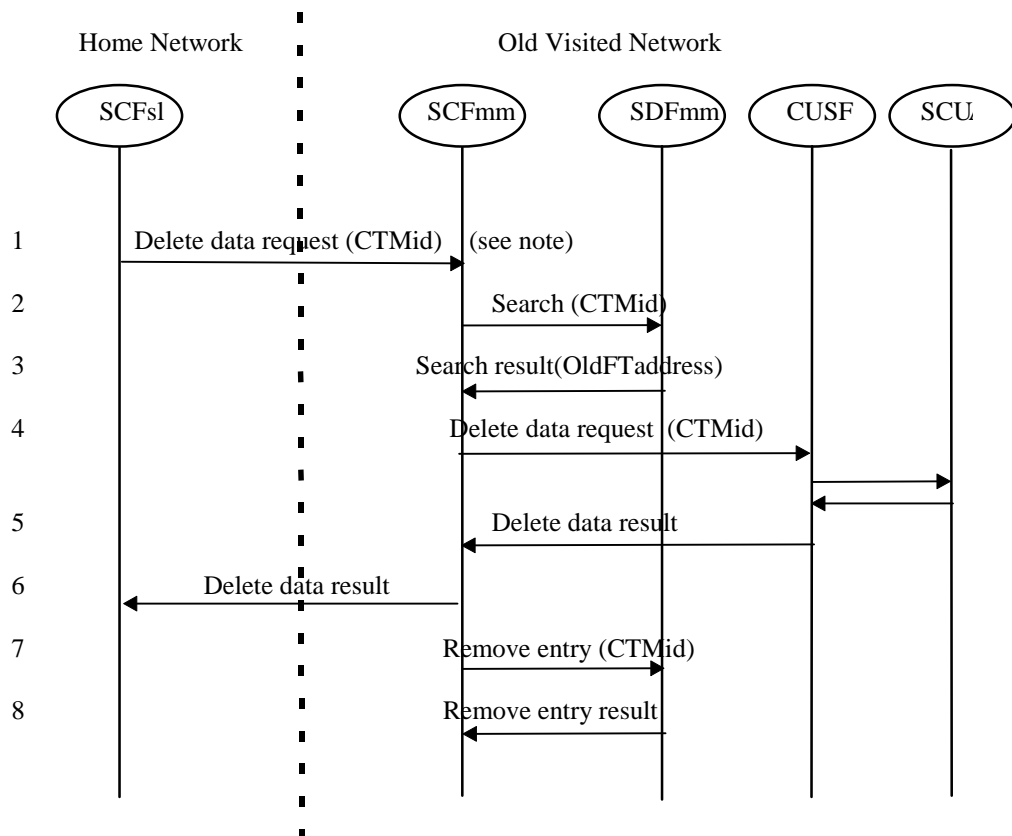 Home Network Old Visited Network
SCFsl SCFmm SDFmm CUSF
1 Delete data request (CTMid) (see note)
2 Search (CTMid)
3 Search result(OldFTaddress)
4 Delete data request (CTMid)
5 Delete data result
6 Delete data result
7 Remove entry (CTMid)
8 Remove entry result